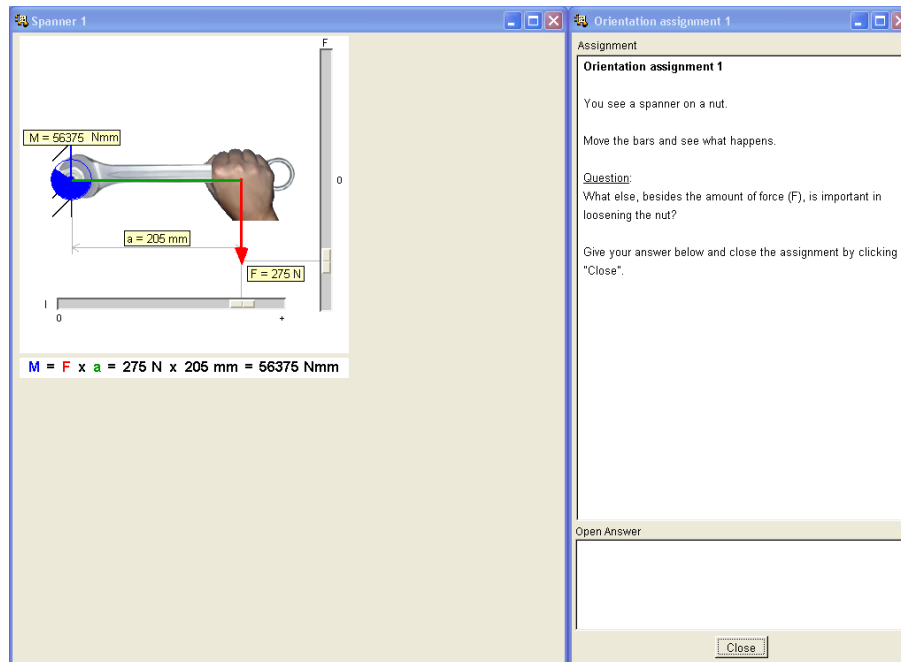 Spanner 1
F
M = 56375 Nmm
0
a = 205 mm
F = 275 N
l
0 +
M = F x a = 275 N x 205 mm = 56375 Nmm
Orientation assignment 1
Assignment
Orientation assignment 1
You see a spanner on a nut.
Move the bars and see what happens.
Question:
What else, besides the amount of force (F), is important in
loosening the nut?
Give your answer below and close the assignment by clicking
"Close".
Open Answer
Close